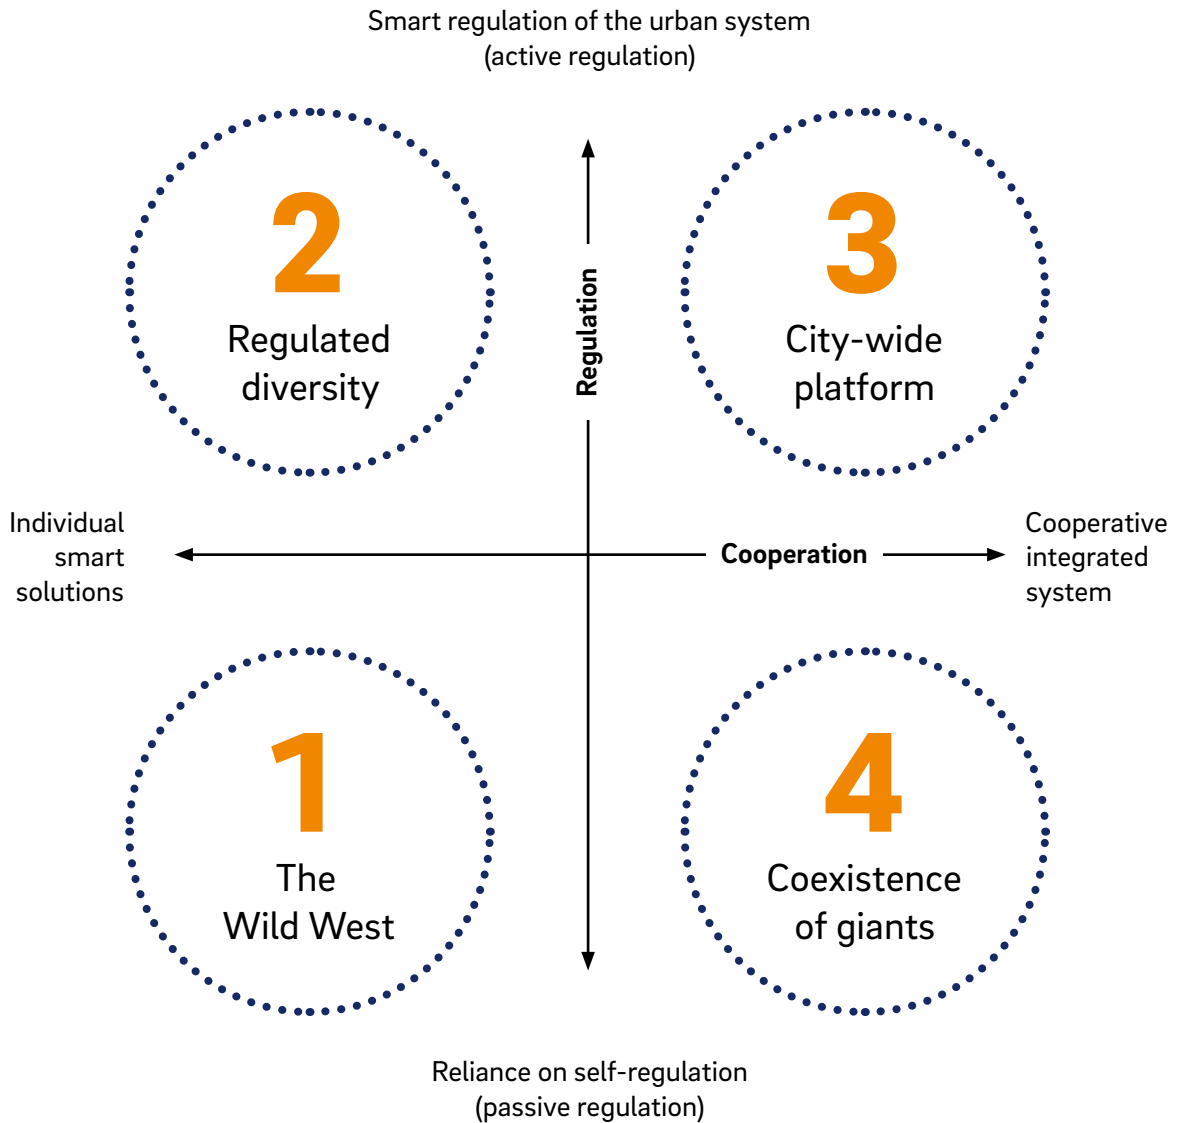 Smart regulation of the urban system
(active regulation)
2
Regulated
diversity
Regulation
3
City-wide
platform
Individual
smart
solutions
Cooperation
Cooperative
integrated
system
1
The
Wild West
4
Coexistence
of giants
Reliance on self-regulation
(passive regulation)